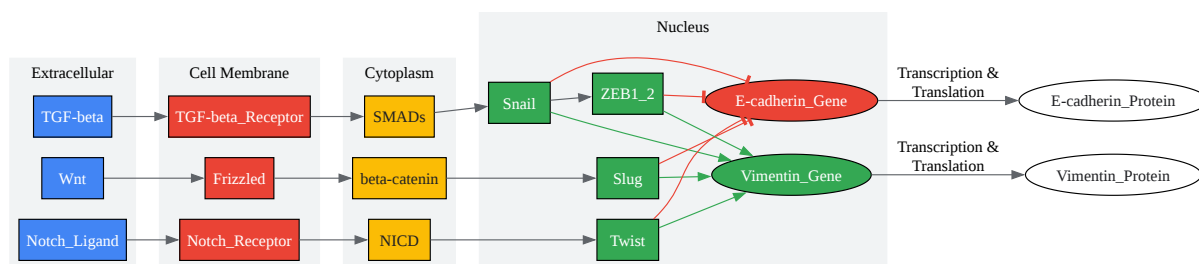 Nucleus
Extracellular
Cell Membrane
Cytoplasm
TGF-beta
TGF-beta_Receptor
SMADs
Snail
ZEB1_2
E-cadherin_Gene
Transcription &
Translation
E-cadherin_Protein
Wnt
Frizzled
beta-catenin
Slug
Vimentin_Gene
Transcription &
Translation
Vimentin_Protein
Notch_Ligand
Notch_Receptor
NICD
Twist